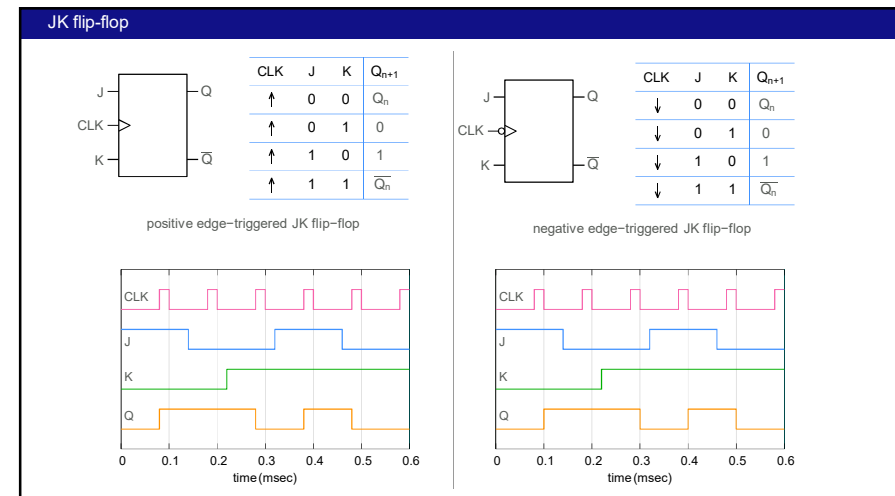 JK flip-flop
CLK J K Qn+1
J Q ↑ 0 0 Qn
CLK ↑ 0 1 0
↑ 1 0 1
K Q̅ ↑ 1 1 Q̅n̅
positive edge−triggered JK flip−flop
CLK J K Qn+1
J Q ↓ 0 0 Qn
CLK ↓ 0 1 0
↓ 1 0 1
K Q̅ ↓ 1 1 Q̅n̅
negative edge−triggered JK flip−flop
CLK
J
K
Q
0 0.1 0.2 0.3 0.4 0.5 0.6
time (msec)
CLK
J
K
Q
0 0.1 0.2 0.3 0.4 0.5 0.6
time (msec)